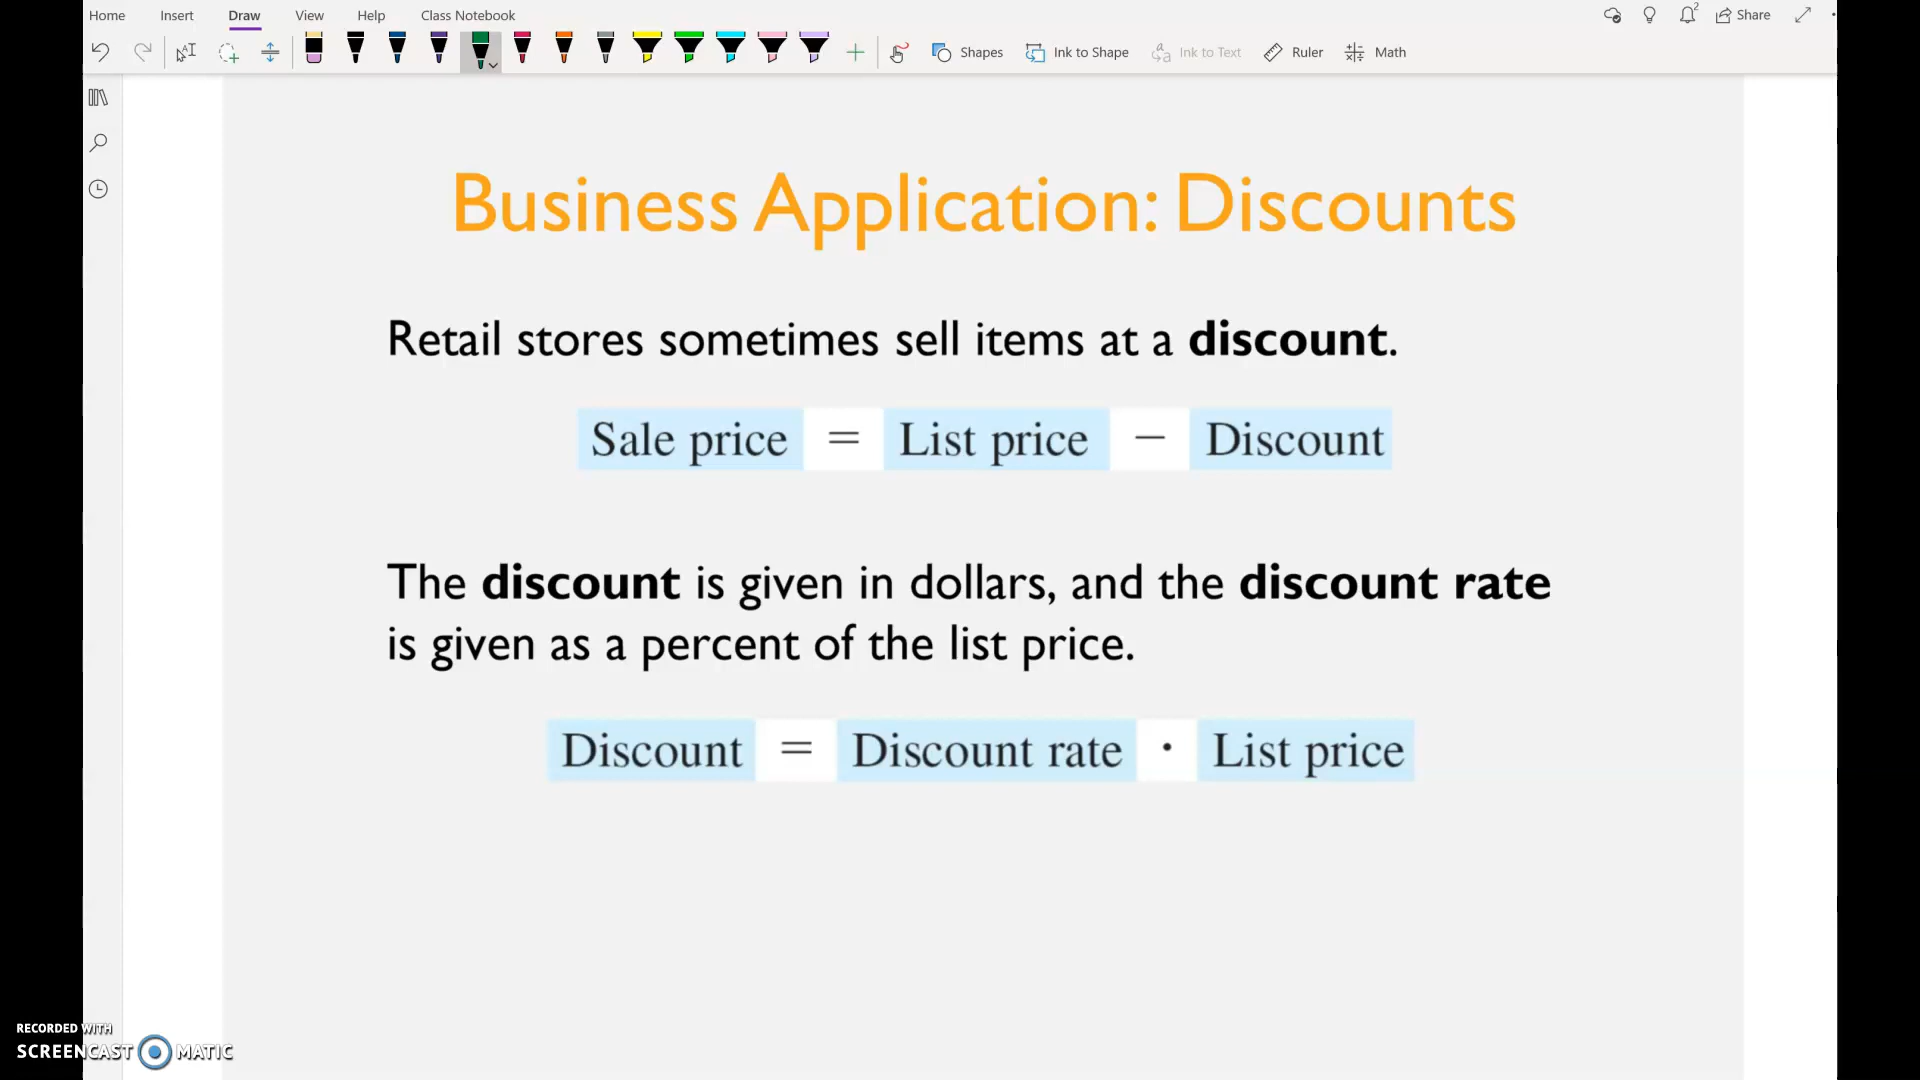 Home Insert Draw View Help Class Notebook
2 Share
Shapes Ink to Shape Ink to Text Ruler Math
Business Application: Discounts
Retail stores sometimes sell items at a discount.
Sale price = List price − Discount
The discount is given in dollars, and the discount rate
is given as a percent of the list price.
Discount = Discount rate · List price
RECORDED WITH
SCREENCAST MATIC